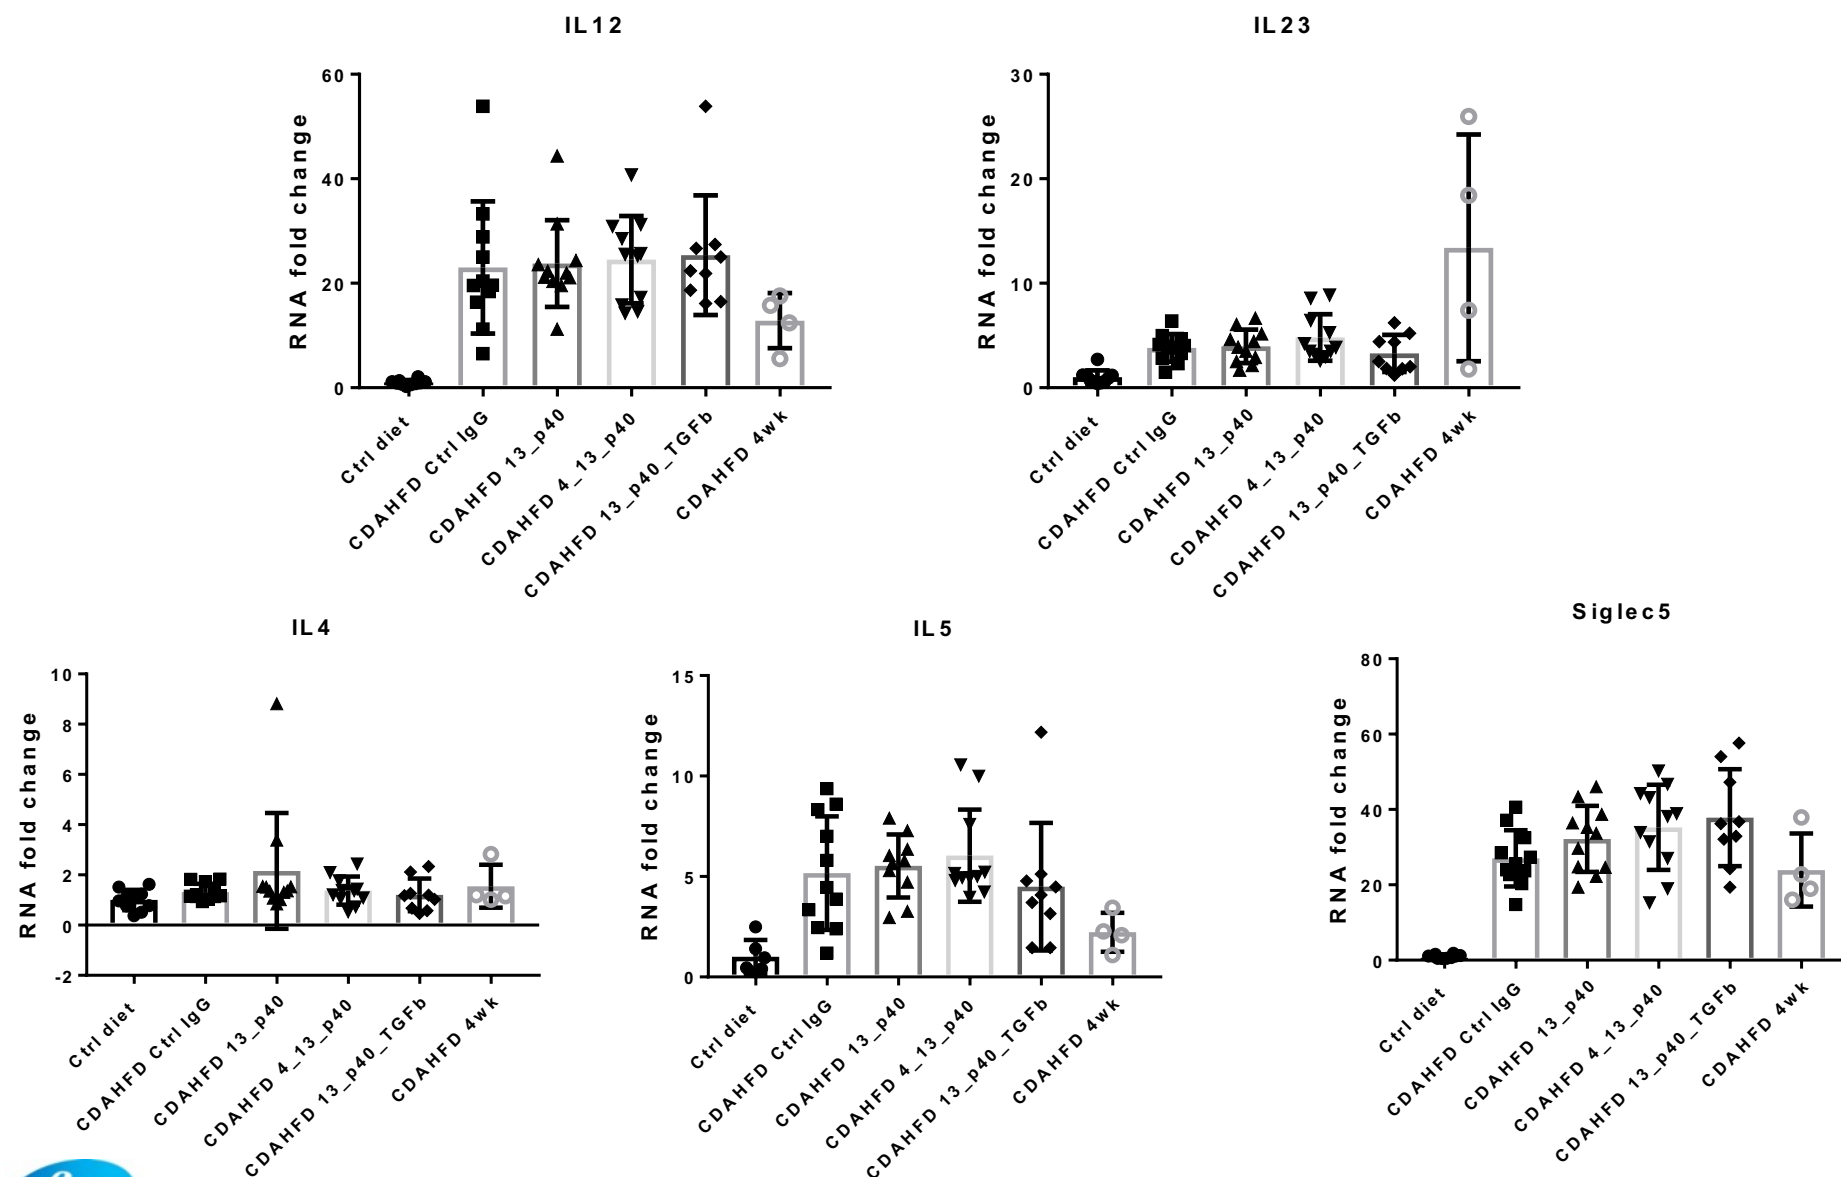 IL12
RNA fold change
60
40
20
0
Ctrl diet
CDAHFD Ctrl IgG
CDAHFD 13_p40
CDAHFD 4_13_p40
CDAHFD 13_p40_TGFb
CDAHFD 4wk
IL23
RNA fold change
30
20
10
0
Ctrl diet
CDAHFD Ctrl IgG
CDAHFD 13_p40
CDAHFD 4_13_p40
CDAHFD 13_p40_TGFb
CDAHFD 4wk
IL4
RNA fold change
10
8
6
4
2
0
-2
Ctrl diet
CDAHFD Ctrl IgG
CDAHFD 13_p40
CDAHFD 4_13_p40
CDAHFD 13_p40_TGFb
CDAHFD 4wk
IL5
RNA fold change
15
10
5
0
Ctrl diet
CDAHFD Ctrl IgG
CDAHFD 13_p40
CDAHFD 4_13_p40
CDAHFD 13_p40_TGFb
CDAHFD 4wk
Siglec5
RNA fold change
80
60
40
20
0
Ctrl diet
CDAHFD Ctrl IgG
CDAHFD 13_p40
CDAHFD 4_13_p40
CDAHFD 13_p40_TGFb
CDAHFD 4wk